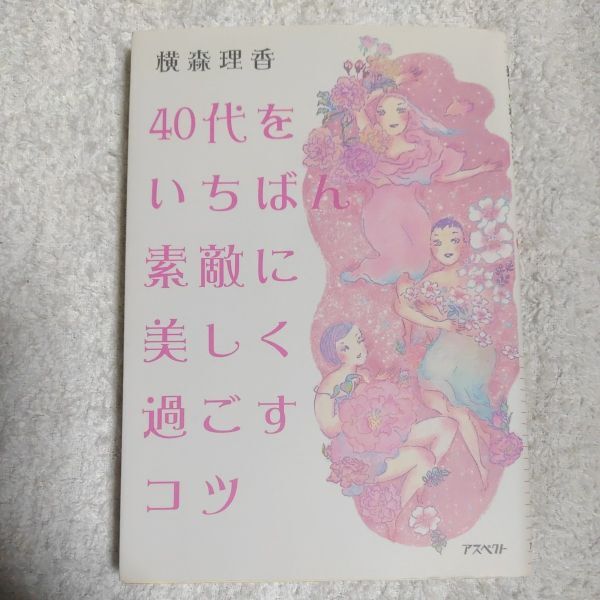 横森理香
40代を
いちばん
素敵に
美しく
過ごす
コツ
アスペクト